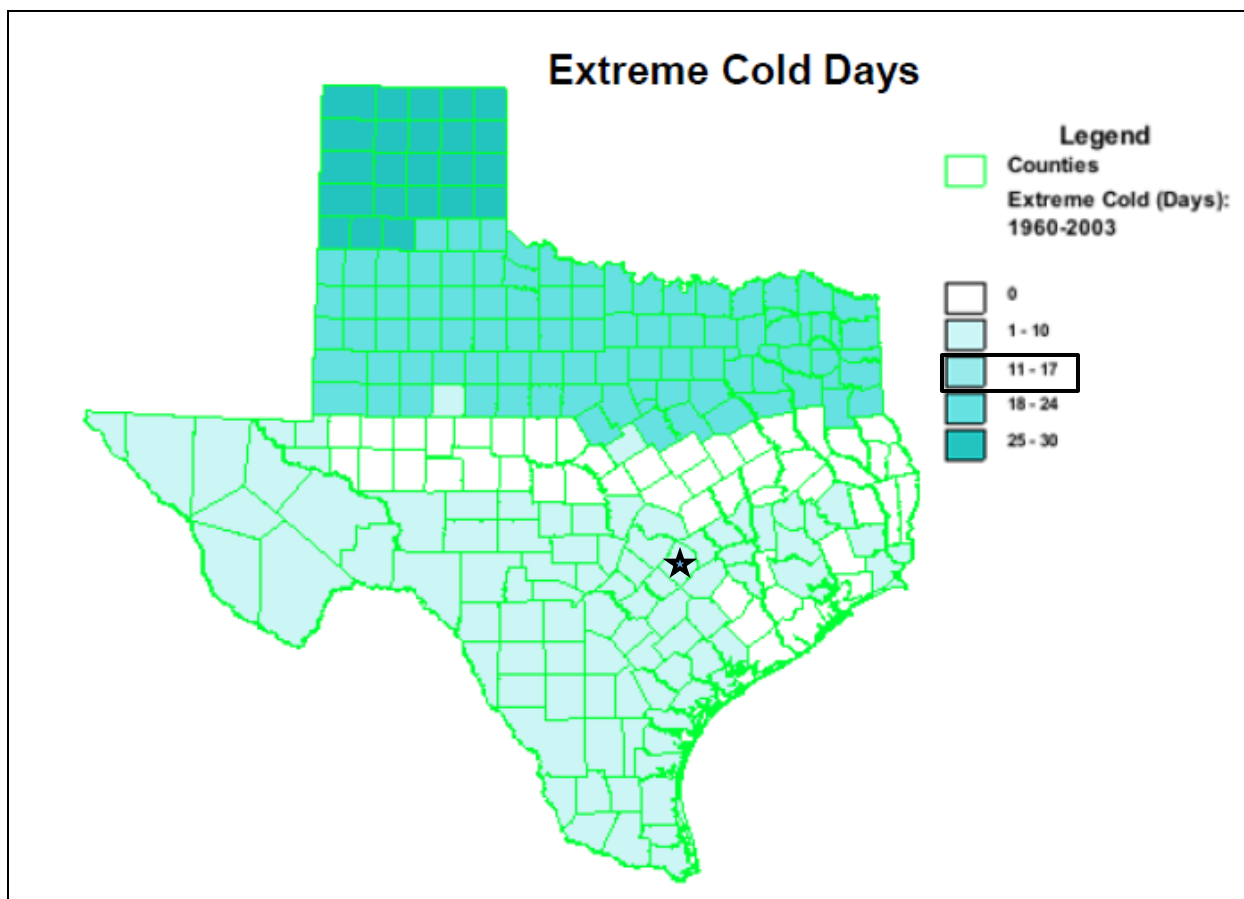 Extreme Cold Days
Legend
Counties
Extreme Cold (Days):
1960-2003
0
1 - 10
11 - 17
18 - 24
25 - 30